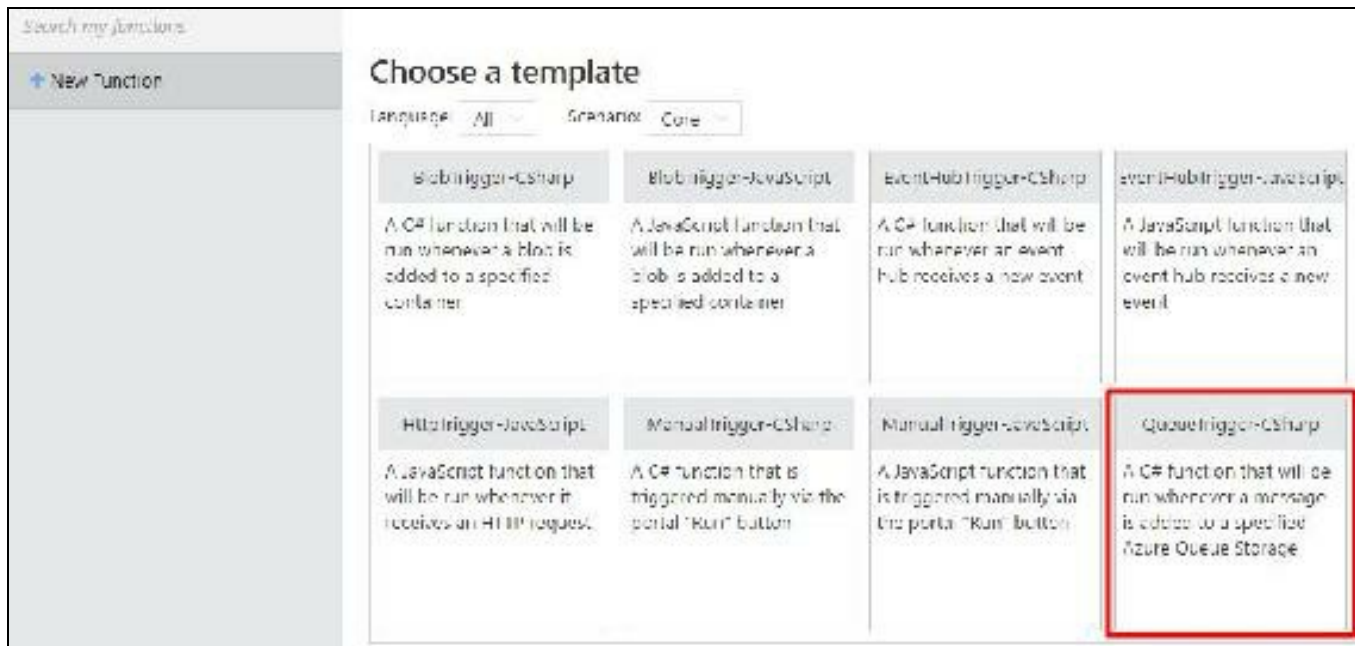 Search my functions
New Function
Choose a template
Language: All Scenario: Core
BlobTrigger-CSharp
A C# function that will be
run whenever a blob is
added to a specified
container
BlobTrigger-JavaScript
A JavaScript function that
will be run whenever a
blob is added to a
specified container
EventHubTrigger-CSharp
A C# function that will be
run whenever an event
hub receives a new event
EventHubTrigger-JavaScript
A JavaScript function that
will be run whenever an
event hub receives a new
event
HttpTrigger-JavaScript
A JavaScript function that
will be run whenever it
receives an HTTP request
ManualTrigger-CSharp
A C# function that is
triggered manually via the
portal "Run" button
ManualTrigger-JavaScript
A JavaScript function that
is triggered manually via
the portal "Run" button
QueueTrigger-CSharp
A C# function that will be
run whenever a message
is added to a specified
Azure Queue Storage